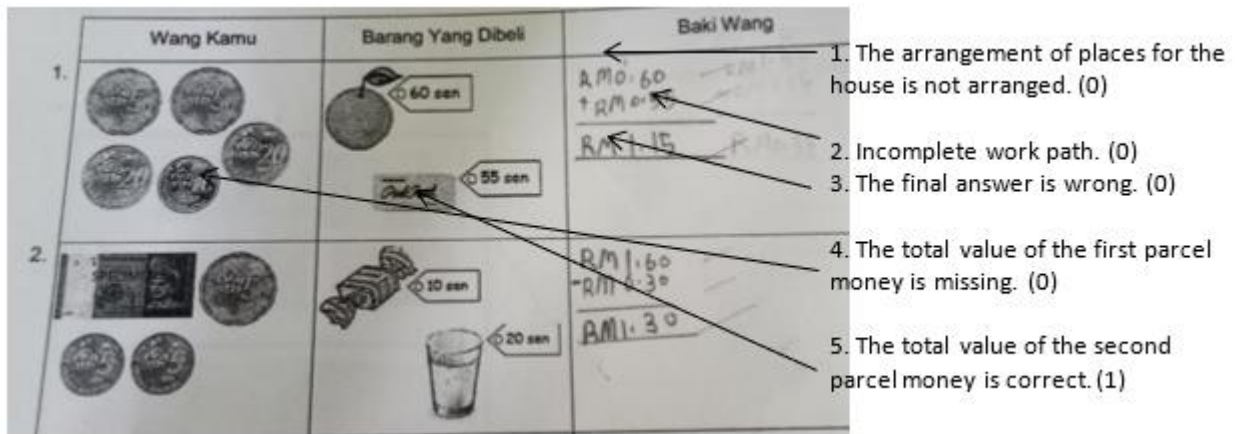 Wang Kamu
Barang Yang Dibeli
Baki Wang
1.
60 sen
55 sen
RM0.60
+ RM0.55
RM1.15
2.
10 sen
20 sen
RM1.60
- RM0.30
RM1.30
1. The arrangement of places for the
house is not arranged. (0)
2. Incomplete work path. (0)
3. The final answer is wrong. (0)
4. The total value of the first parcel
money is missing. (0)
5. The total value of the second
parcel money is correct. (1)